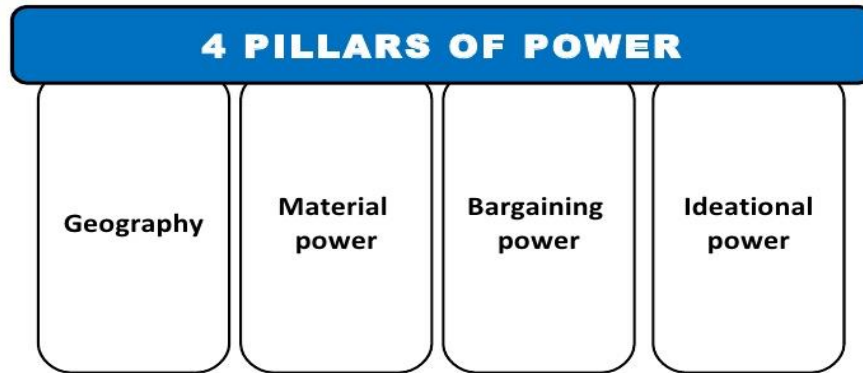 4 PILLARS OF POWER
Geography
Material
power
Bargaining
power
Ideational
power